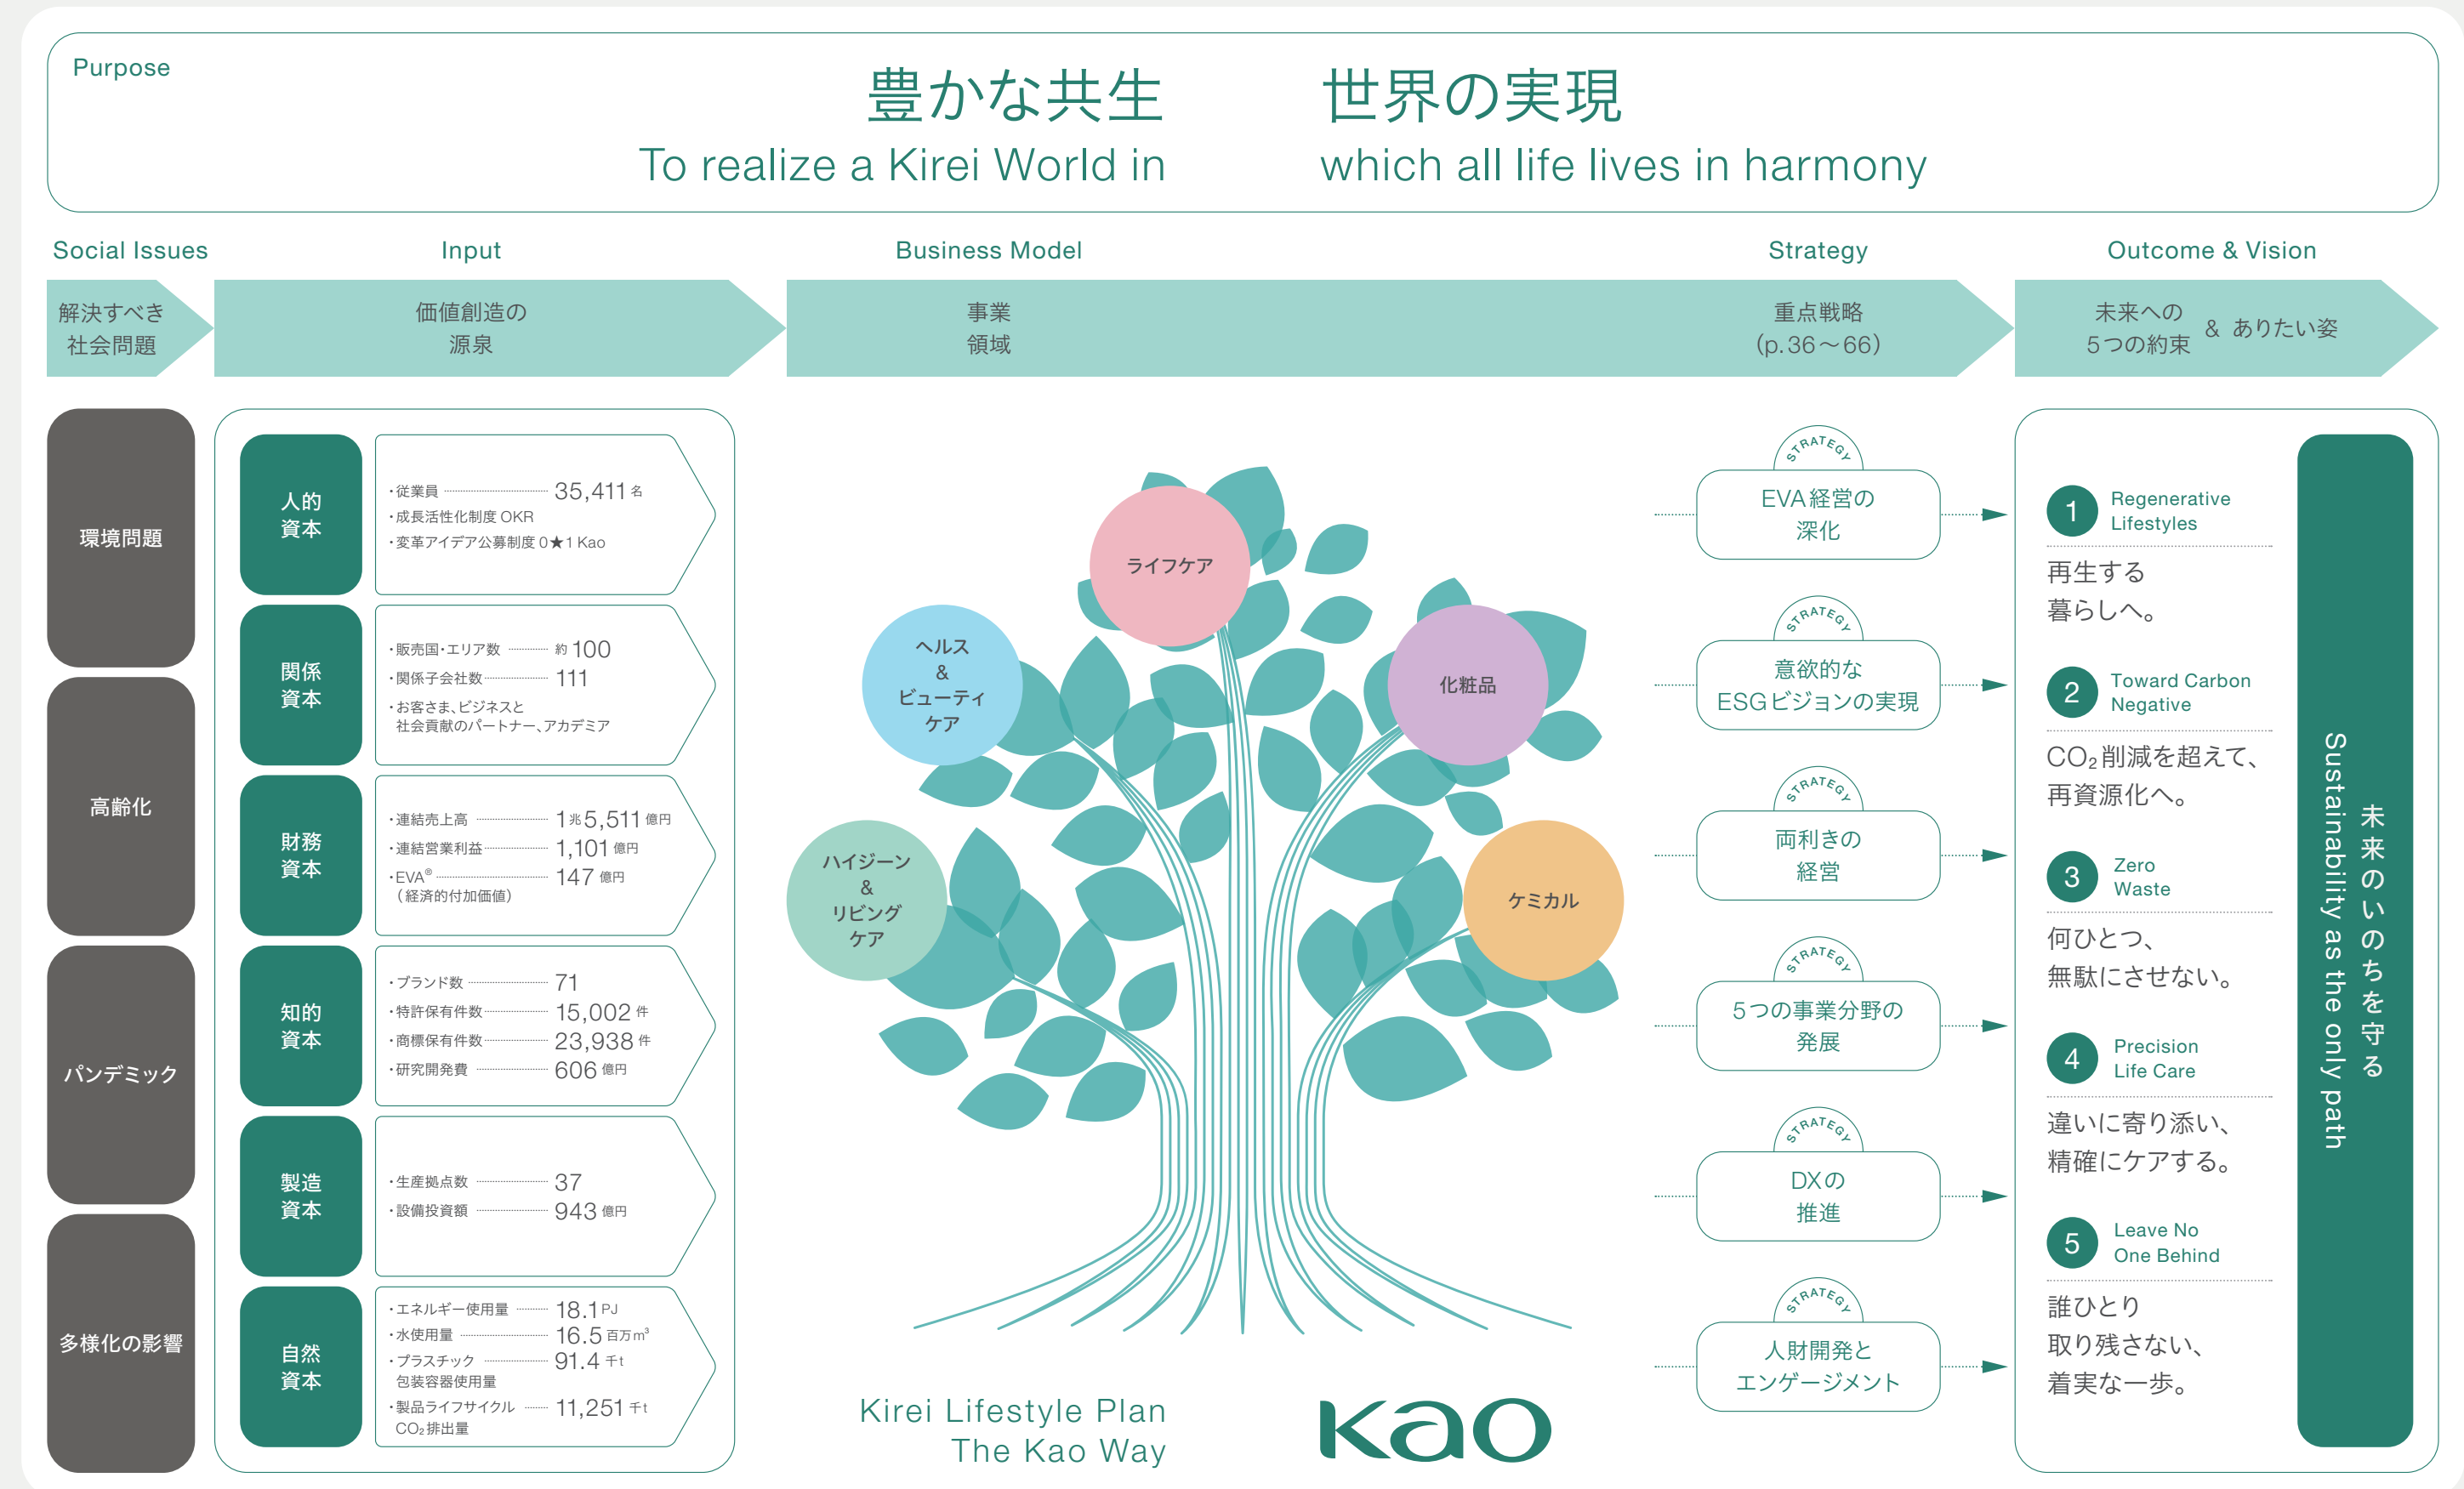 Purpose
豊かな共生 世界の実現
To realize a Kirei World in which all life lives in harmony
Social Issues
解決すべき
社会問題
環境問題
高齢化
パンデミック
多様化の影響
Input
価値創造の
源泉
人的
資本
・従業員 35,411名
・成長活性化制度 OKR
・変革アイデア公募制度 0★1 Kao
関係
資本
・販売国・エリア数 約100
・関係子会社数 111
・お客さま、ビジネスと
社会貢献のパートナー、アカデミア
財務
資本
・連結売上高 1兆5,511億円
・連結営業利益 1,101億円
・EVA® 147億円
（経済的付加価値）
知的
資本
・ブランド数 71
・特許保有件数 15,002件
・商標保有件数 23,938件
・研究開発費 606億円
製造
資本
・生産拠点数 37
・設備投資額 943億円
自然
資本
・エネルギー使用量 18.1PJ
・水使用量 16.5百万m³
・プラスチック 91.4千t
包装容器使用量
・製品ライフサイクル 11,251千t
CO₂排出量
Business Model
事業
領域
ライフケア
ヘルス
&
ビューティ
ケア
化粧品
ハイジーン
&
リビング
ケア
ケミカル
Kirei Lifestyle Plan
The Kao Way
Kao
Strategy
重点戦略
（p.36～66）
STRATEGY
EVA経営の
深化
STRATEGY
意欲的な
ESGビジョンの実現
STRATEGY
両利きの
経営
STRATEGY
5つの事業分野の
発展
STRATEGY
DXの
推進
STRATEGY
人財開発と
エンゲージメント
Outcome & Vision
未来への
5つの約束
& ありたい姿
1
Regenerative
Lifestyles
再生する
暮らしへ。
2
Toward Carbon
Negative
CO₂削減を超えて、
再資源化へ。
3
Zero
Waste
何ひとつ、
無駄にさせない。
4
Precision
Life Care
違いに寄り添い、
精確にケアする。
5
Leave No
One Behind
誰ひとり
取り残さない、
着実な一歩。
未来のいのちを守る
Sustainability as the only path